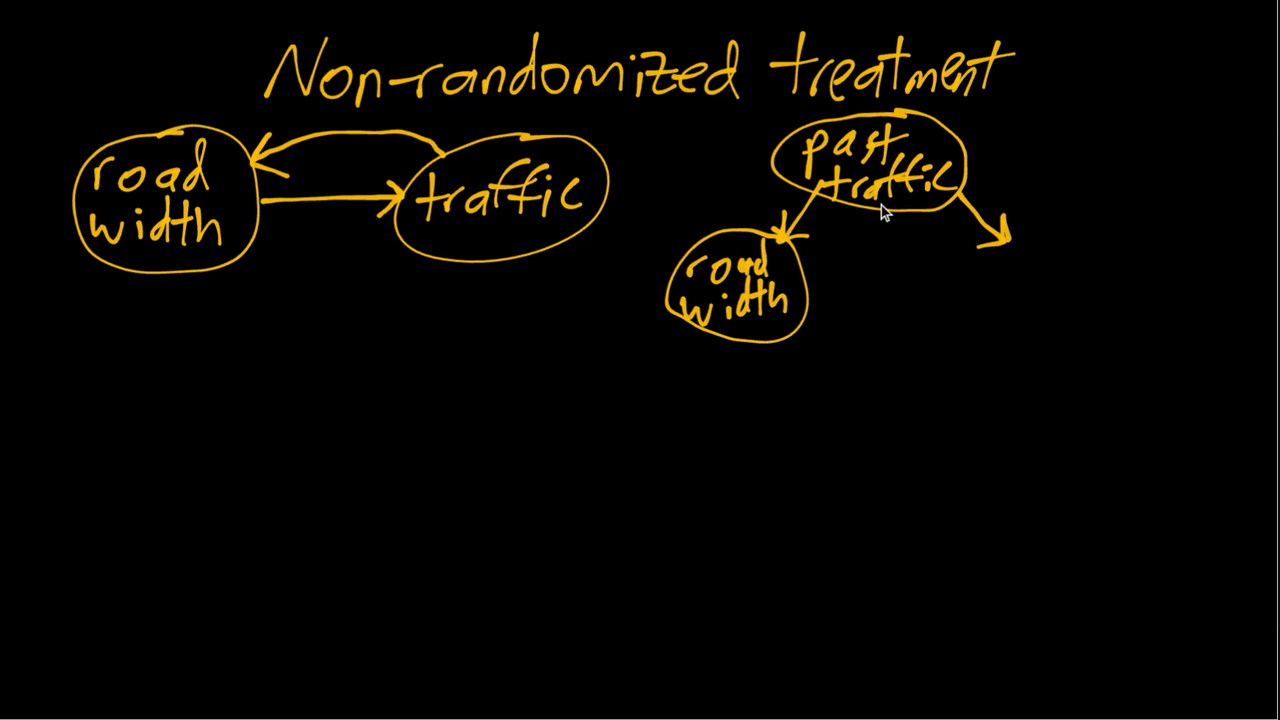 Non-randomized treatment
road
width
traffic
past
traffic
road
width